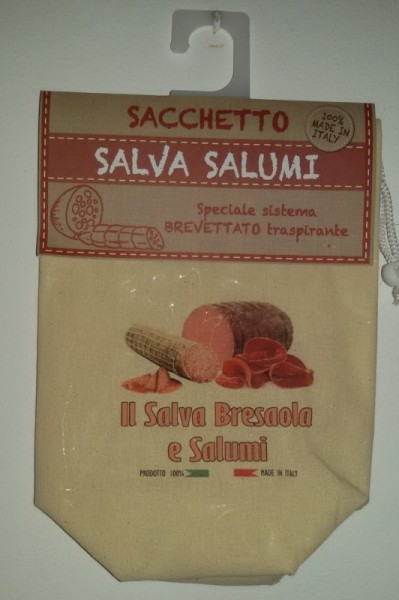 SACCHETTO
100%
MADE IN
ITALY
SALVA SALUMI
Speciale sistema
BREVETTATO traspirante
Il Salva Bresaola
e Salumi
PRODOTTO 100% MADE IN ITALY